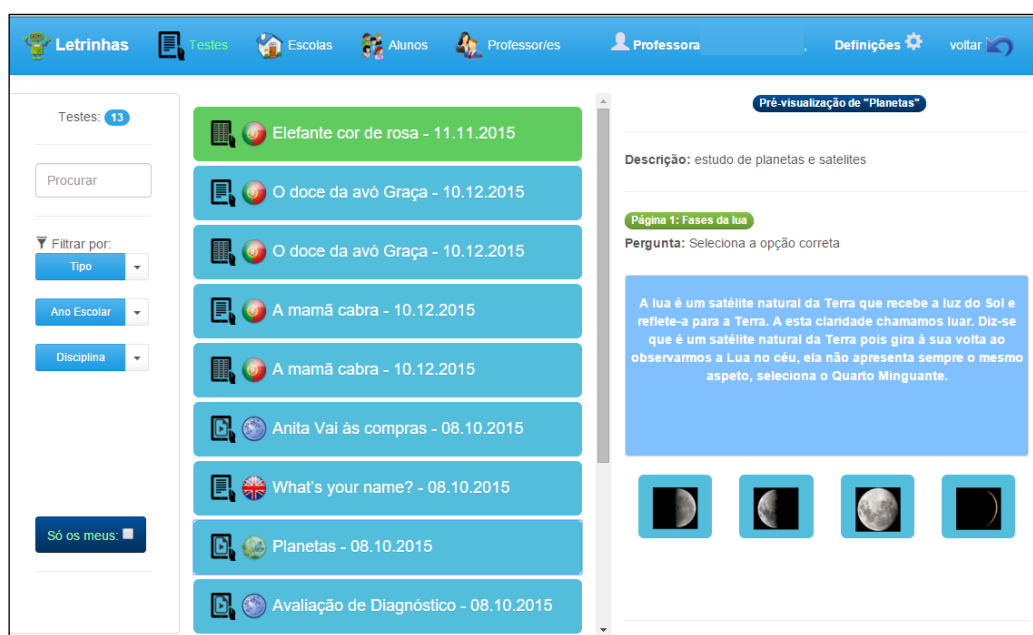 Letrinhas
Testes
Escolas
Alunos
Professor/es
Professora
Definições
voltar
Testes: 13
Procurar
Filtrar por:
Tipo
Ano Escolar
Disciplina
Só os meus:
Elefante cor de rosa - 11.11.2015
O doce da avó Graça - 10.12.2015
O doce da avó Graça - 10.12.2015
A mamã cabra - 10.12.2015
A mamã cabra - 10.12.2015
Anita Vai às compras - 08.10.2015
What's your name? - 08.10.2015
Planetas - 08.10.2015
Avaliação de Diagnóstico - 08.10.2015
Pré-visualização de "Planetas"
Descrição: estudo de planetas e satelites
Página 1: Fases da lua
Pergunta: Seleciona a opção correta
A lua é um satélite natural da Terra que recebe a luz do Sol e
reflete-a para a Terra. A esta claridade chamamos luar. Diz-se
que é um satélite natural da Terra pois gira à sua volta ao
observarmos a Lua no céu, ela não apresenta sempre o mesmo
aspeto, seleciona o Quarto Minguante.